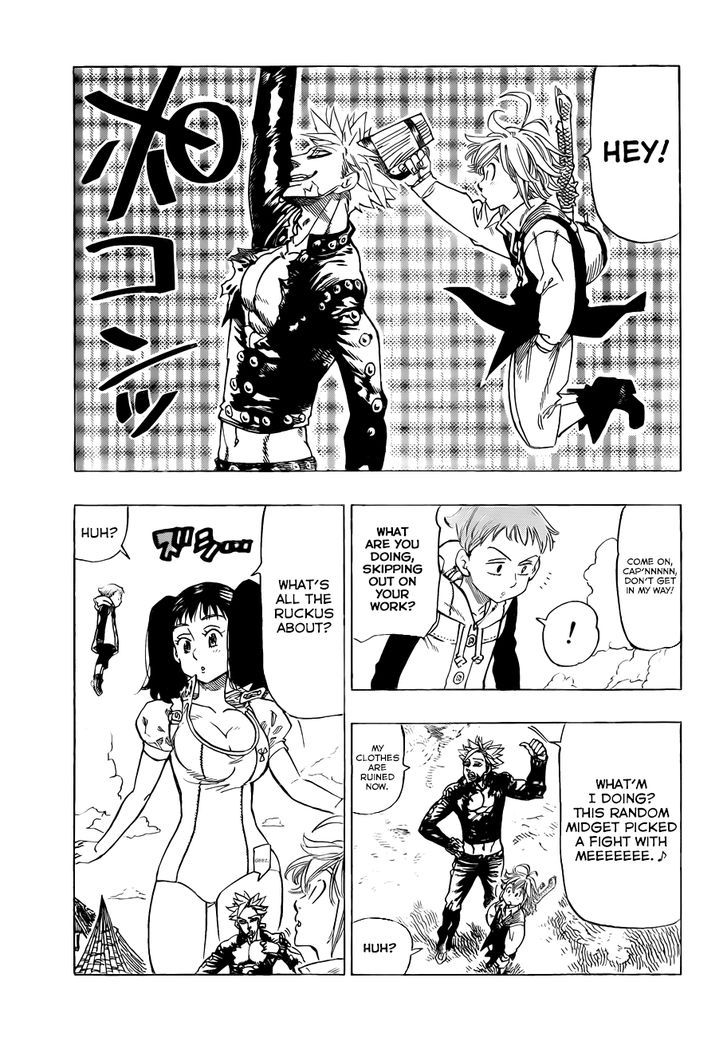 HEY!
ポコンッ
COME ON,
CAP'NNNNN,
DON'T GET
IN MY WAY!
!
WHAT
ARE YOU
DOING,
SKIPPING
OUT ON
YOUR
WORK?
WHAT'S
ALL THE
RUCKUS
ABOUT?
ズシ...
HUH?
WHAT'M
I DOING?
THIS RANDOM
MIDGET PICKED
A FIGHT WITH
MEEEEEEE.♪
MY
CLOTHES
ARE
RUINED
NOW.
HUH?